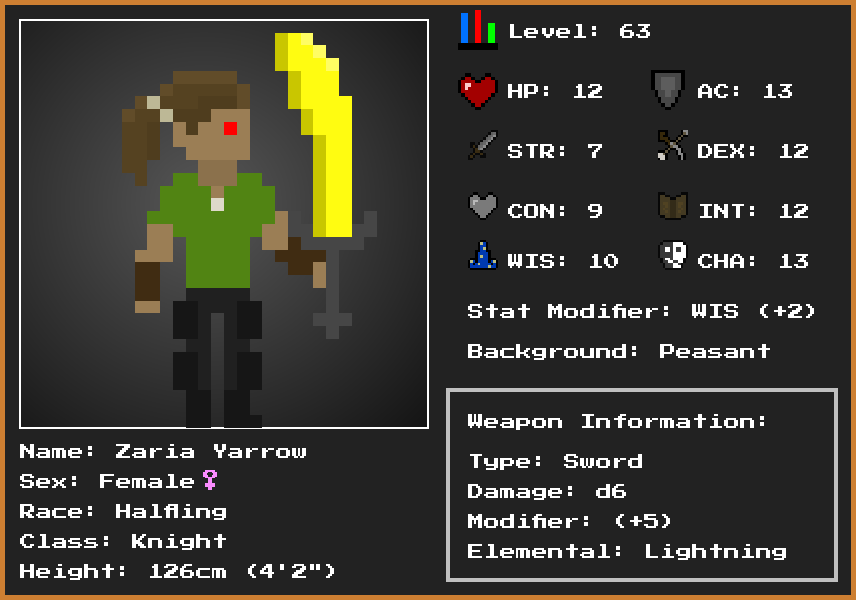 Level: 63
HP: 12 AC: 13
STR: 7 DEX: 12
CON: 9 INT: 12
WIS: 10 CHA: 13
Stat Modifier: WIS (+2)
Background: Peasant
Weapon Information:
Type: Sword
Damage: d6
Modifier: (+5)
Elemental: Lightning
Name: Zaria Yarrow
Sex: Female♀
Race: Halfling
Class: Knight
Height: 126cm (4'2")